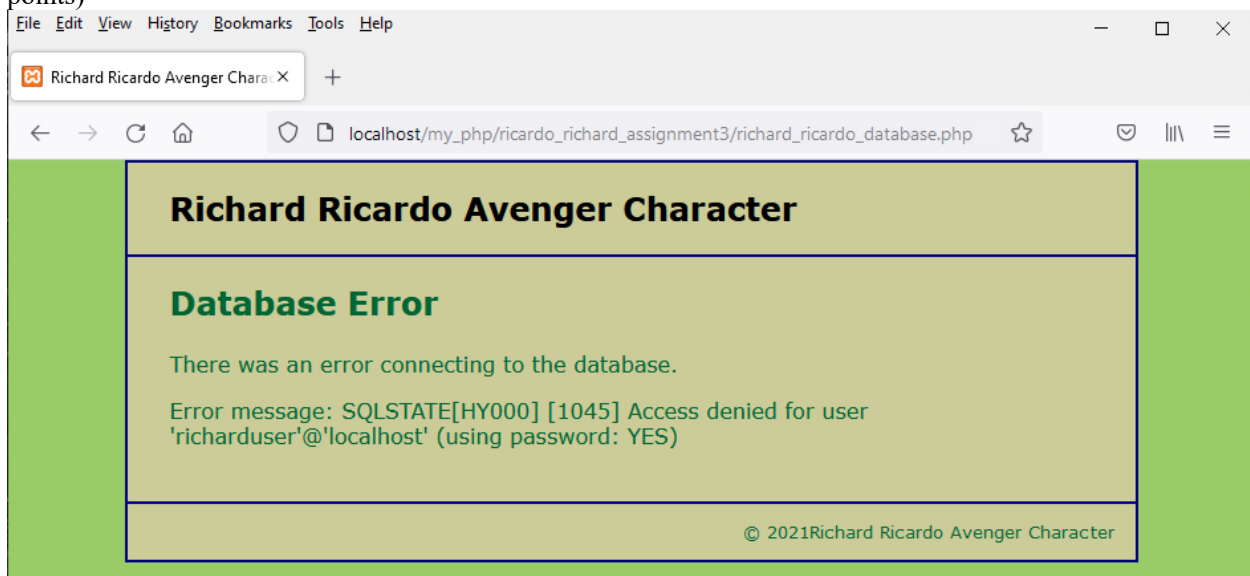 points)
File Edit View History Bookmarks Tools Help
Richard Ricardo Avenger Charac
localhost/my_php/ricardo_richard_assignment3/richard_ricardo_database.php
Richard Ricardo Avenger Character
Database Error
There was an error connecting to the database.
Error message: SQLSTATE[HY000] [1045] Access denied for user
'richarduser'@'localhost' (using password: YES)
© 2021Richard Ricardo Avenger Character